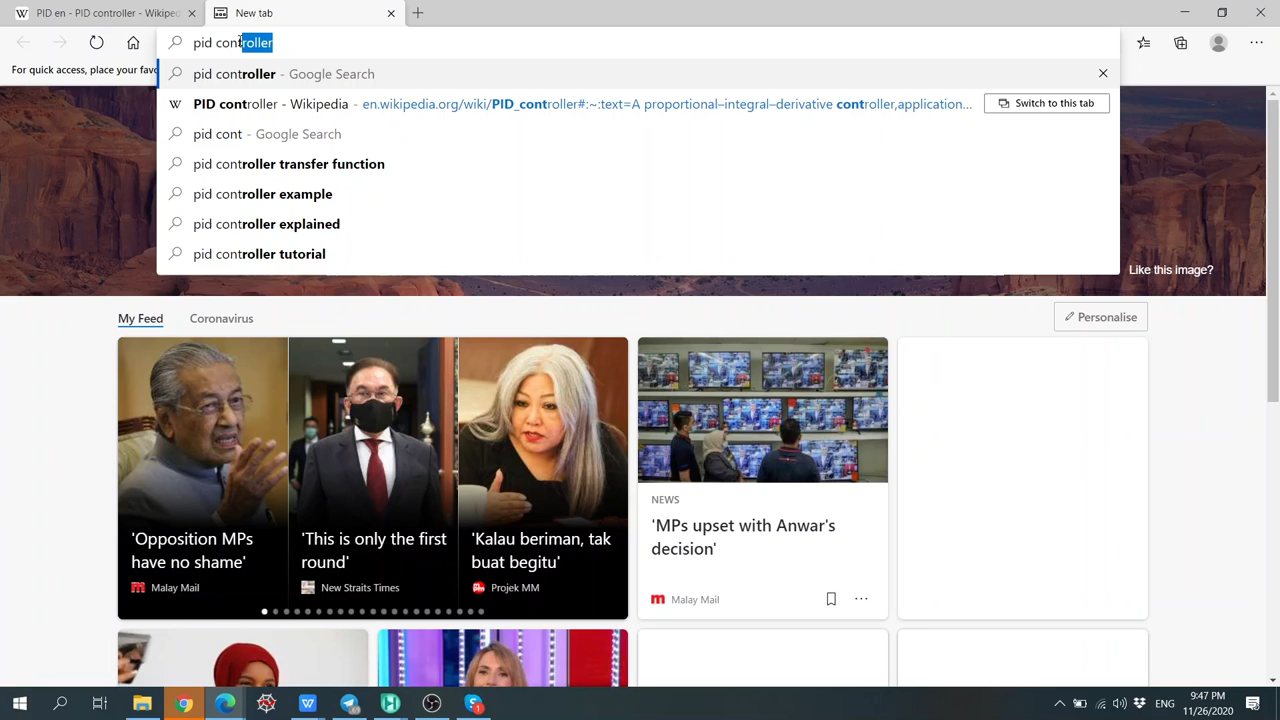 PID en - PID controller - Wikiped
New tab
pid controller
For quick access, place your favo
pid controller - Google Search
PID controller - Wikipedia - en.wikipedia.org/wiki/PID_controller#:~:text=A proportional–integral–derivative controller,application...
Switch to this tab
pid cont - Google Search
pid controller transfer function
pid controller example
pid controller explained
pid controller tutorial
Like this image?
My Feed
Coronavirus
Personalise
'Opposition MPs
have no shame'
Malay Mail
'This is only the first
round'
New Straits Times
'Kalau beriman, tak
buat begitu'
Projek MM
NEWS
'MPs upset with Anwar's
decision'
Malay Mail
ENG
9:47 PM
11/26/2020